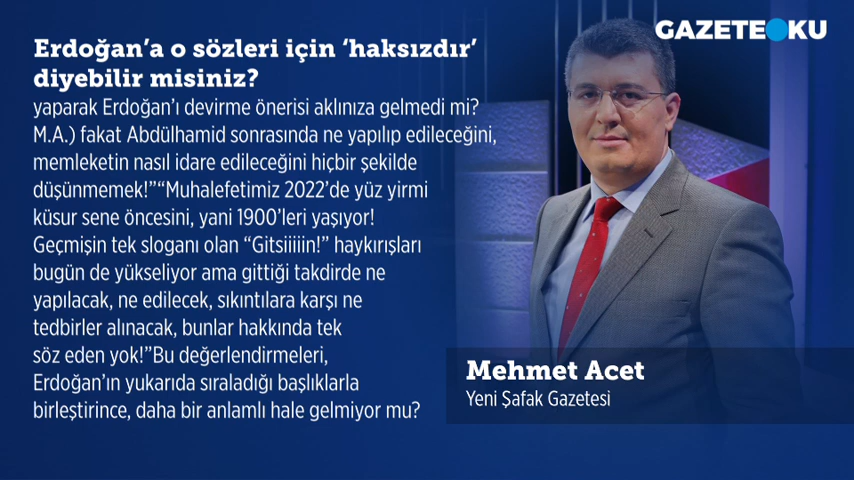 GAZETEOKU
Erdoğan’a o sözleri için ‘haksızdır’
diyebilir misiniz?
yaparak Erdoğan’ı devirme önerisi aklınıza gelmedi mi?
M.A.) fakat Abdülhamid sonrasında ne yapılıp edileceğini,
memleketin nasıl idare edileceğini hiçbir şekilde
düşünmemek!”“Muhalefetimiz 2022’de yüz yirmi
küsur sene öncesini, yani 1900’leri yaşıyor!
Geçmişin tek sloganı olan “Gitsiiiiin!” haykırışları
bugün de yükseliyor ama gittiği takdirde ne
yapılacak, ne edilecek, sıkıntılara karşı ne
tedbirler alınacak, bunlar hakkında tek
söz eden yok!”Bu değerlendirmeleri,
Erdoğan’ın yukarıda sıraladığı başlıklarla
birleştirince, daha bir anlamlı hale gelmiyor mu?
Mehmet Acet
Yeni Şafak Gazetesi